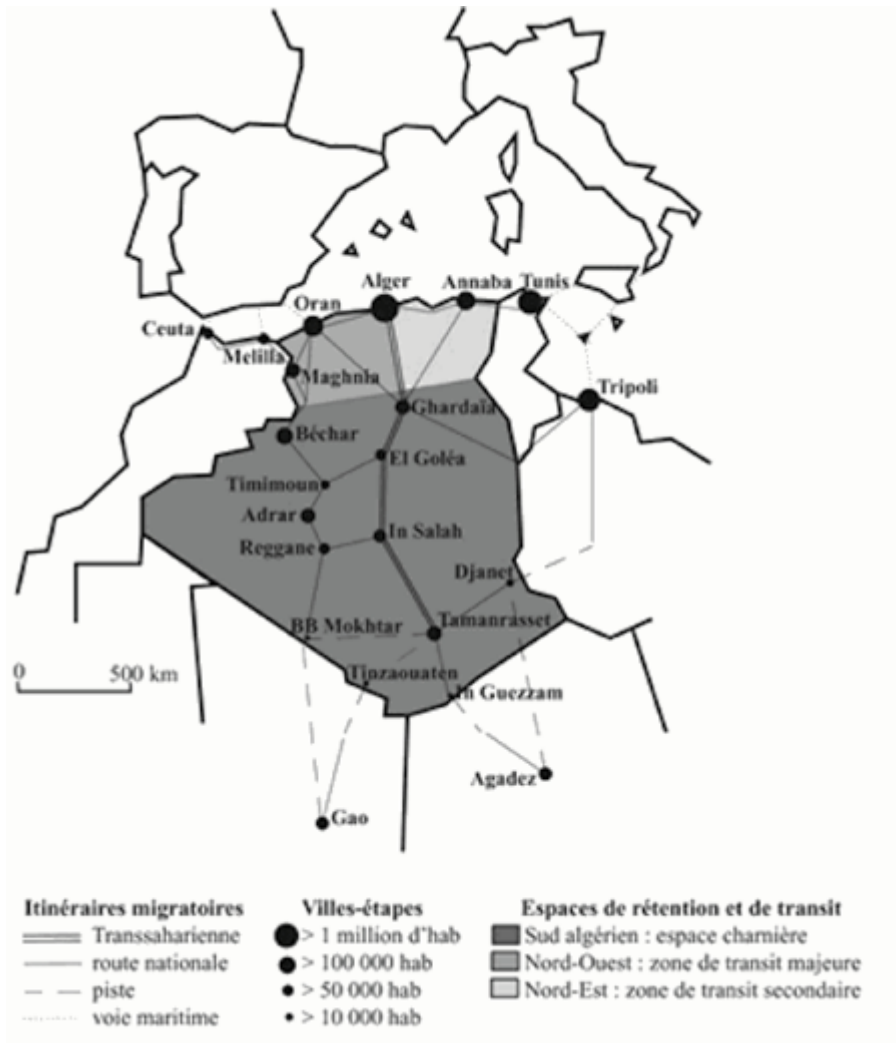 Alger
Annaba
Tunis
Oran
Ceuta
Melilla
Maghnia
Tripoli
Ghardaïa
Béchar
El Goléa
Timimoun
Adrar
In Salah
Reggane
Djanet
BB Mokhtar
Tamanrasset
Tinzaouaten
In Guezzam
0 500 km
Agadez
Gao
Itinéraires migratoires
Transsaharienne
route nationale
piste
voie maritime
Villes-étapes
> 1 million d'hab
> 100 000 hab
> 50 000 hab
> 10 000 hab
Espaces de rétention et de transit
Sud algérien : espace charnière
Nord-Ouest : zone de transit majeure
Nord-Est : zone de transit secondaire